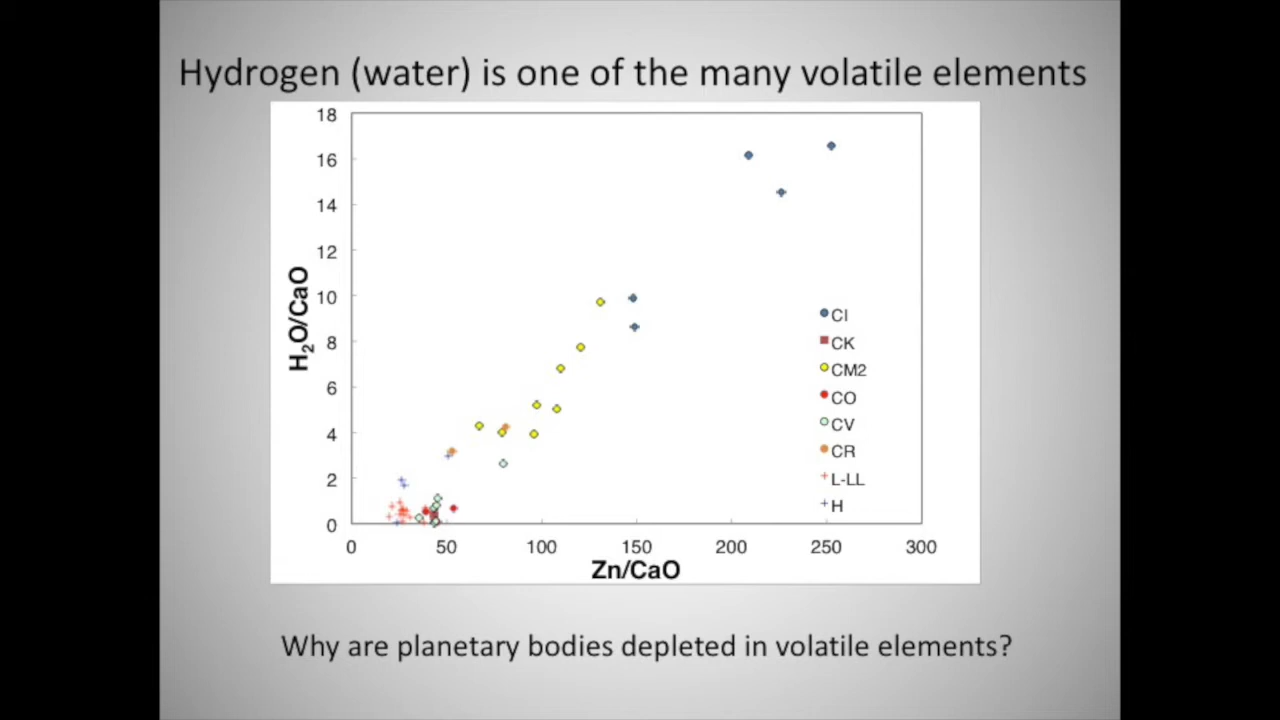 Hydrogen (water) is one of the many volatile elements
18
16
14
12
10
8
6
4
2
0
H₂O/CaO
CI
CK
CM2
CO
CV
CR
L-LL
H
0 50 100 150 200 250 300
Zn/CaO
Why are planetary bodies depleted in volatile elements?